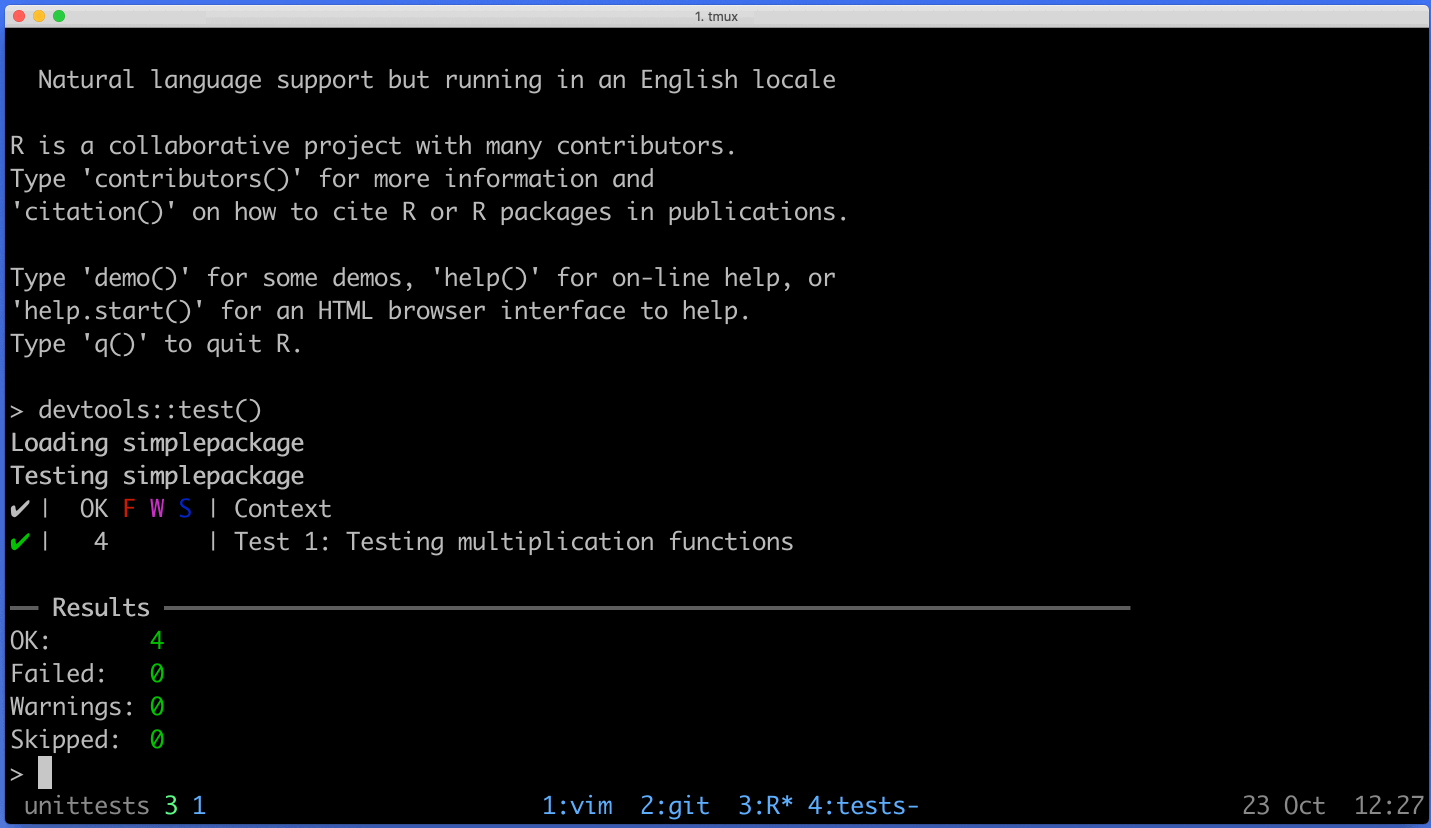 1. tmux
Natural language support but running in an English locale
R is a collaborative project with many contributors.
Type 'contributors()' for more information and
'citation()' on how to cite R or R packages in publications.
Type 'demo()' for some demos, 'help()' for on-line help, or
'help.start()' for an HTML browser interface to help.
Type 'q()' to quit R.
> devtools::test()
Loading simplepackage
Testing simplepackage
✔ |  OK F W S | Context
✔ |   4       | Test 1: Testing multiplication functions
══ Results ══════════════════════════════
OK:       4
Failed:   0
Warnings: 0
Skipped:  0
>
unittests 3 1 1:vim 2:git 3:R* 4:tests- 23 Oct 12:27